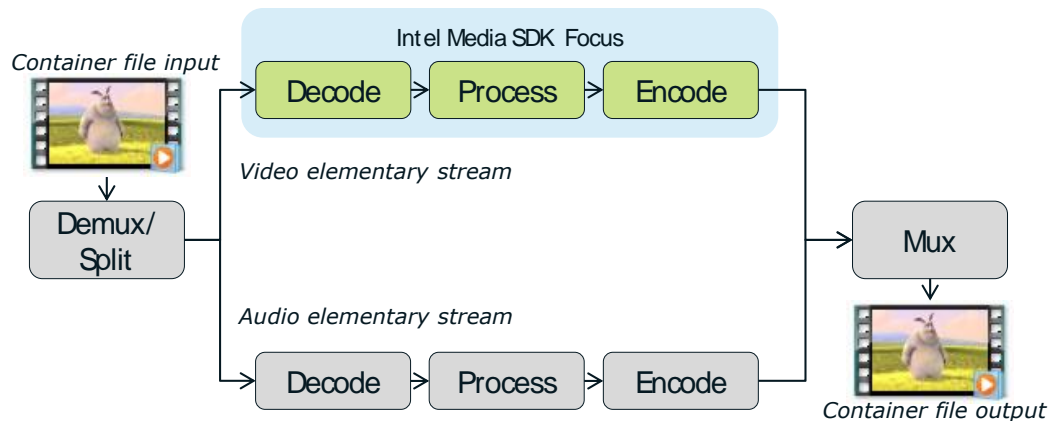 Intel Media SDK Focus
Container file input
Decode
Process
Encode
Video elementary stream
Demux/
Split
Mux
Audio elementary stream
Decode
Process
Encode
Container file output